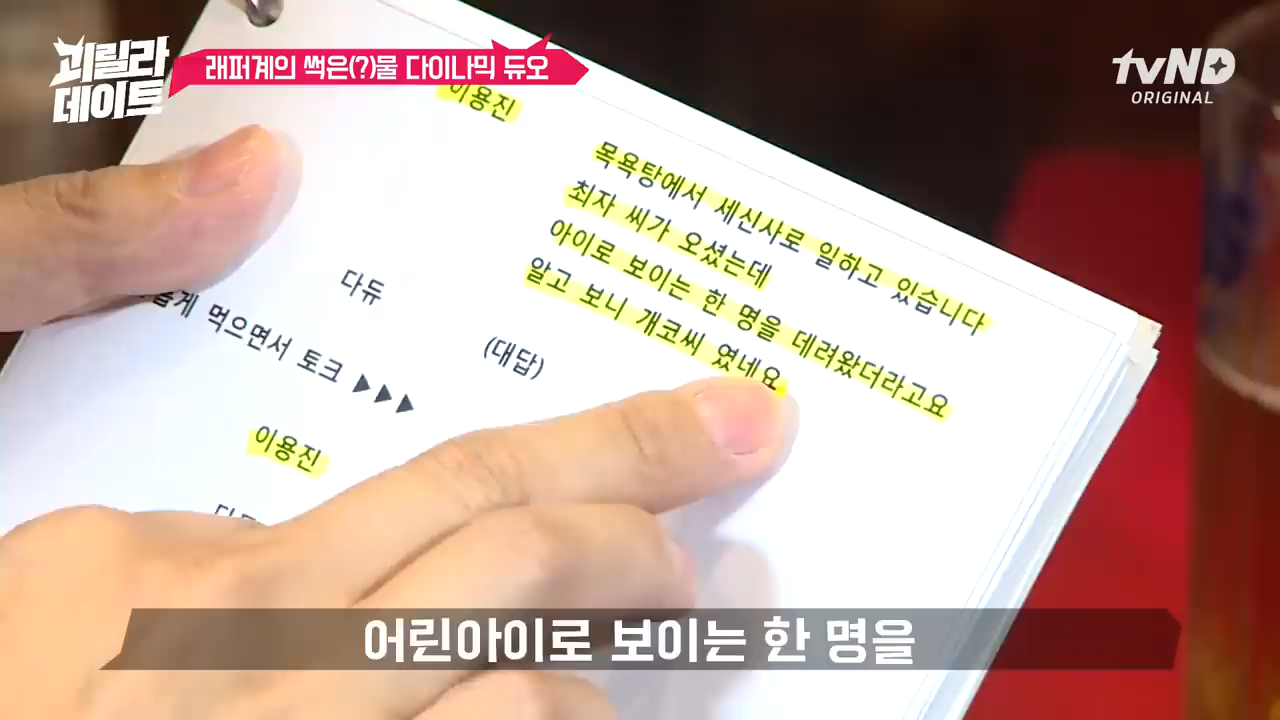 괴릴라
데이트
래퍼계의 썩은(?)물 다이나믹 듀오
tvND
ORIGINAL
이용진
목욕탕에서 세신사로 일하고 있습니다
최자 씨가 오셨는데
아이로 보이는 한 명을 데려왔더라고요
알고 보니 개코씨 였네요
다듀
(대답)
먹으면서 토크 ▶▶▶
이용진
어린아이로 보이는 한 명을